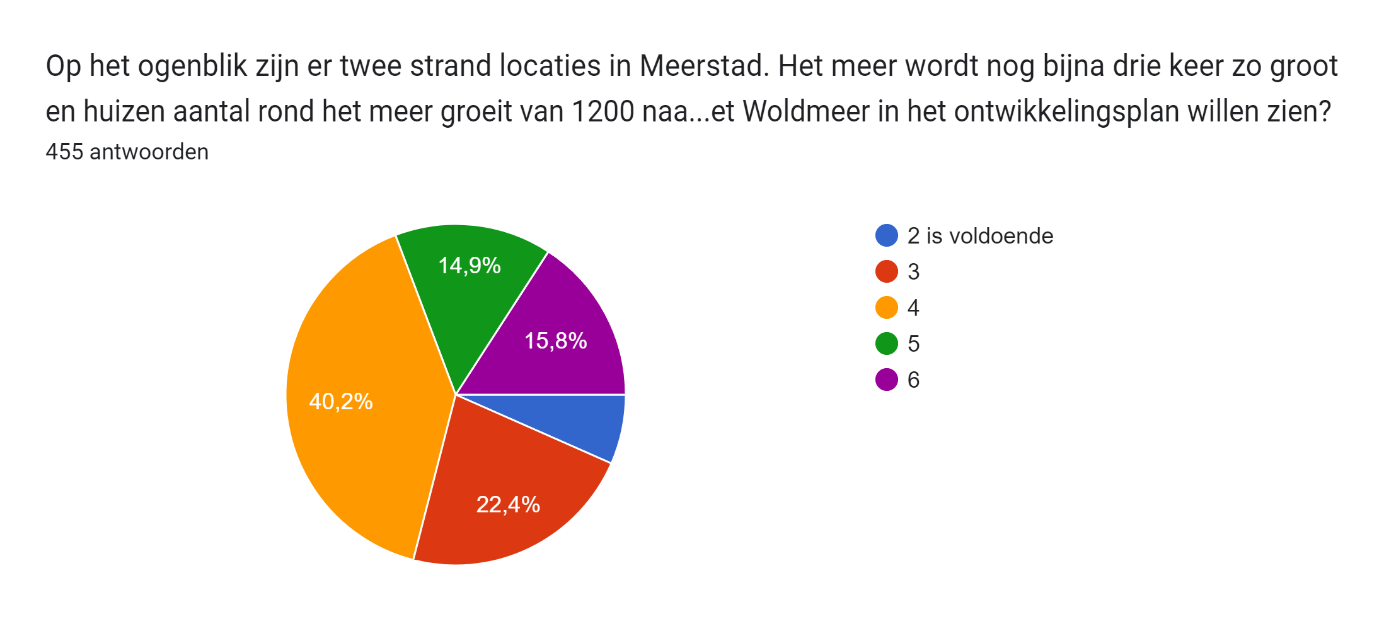 Op het ogenblik zijn er twee strand locaties in Meerstad. Het meer wordt nog bijna drie keer zo groot
en huizen aantal rond het meer groeit van 1200 naa...et Woldmeer in het ontwikkelingsplan willen zien?
455 antwoorden
2 is voldoende
3
4
5
6
14,9%
15,8%
40,2%
22,4%